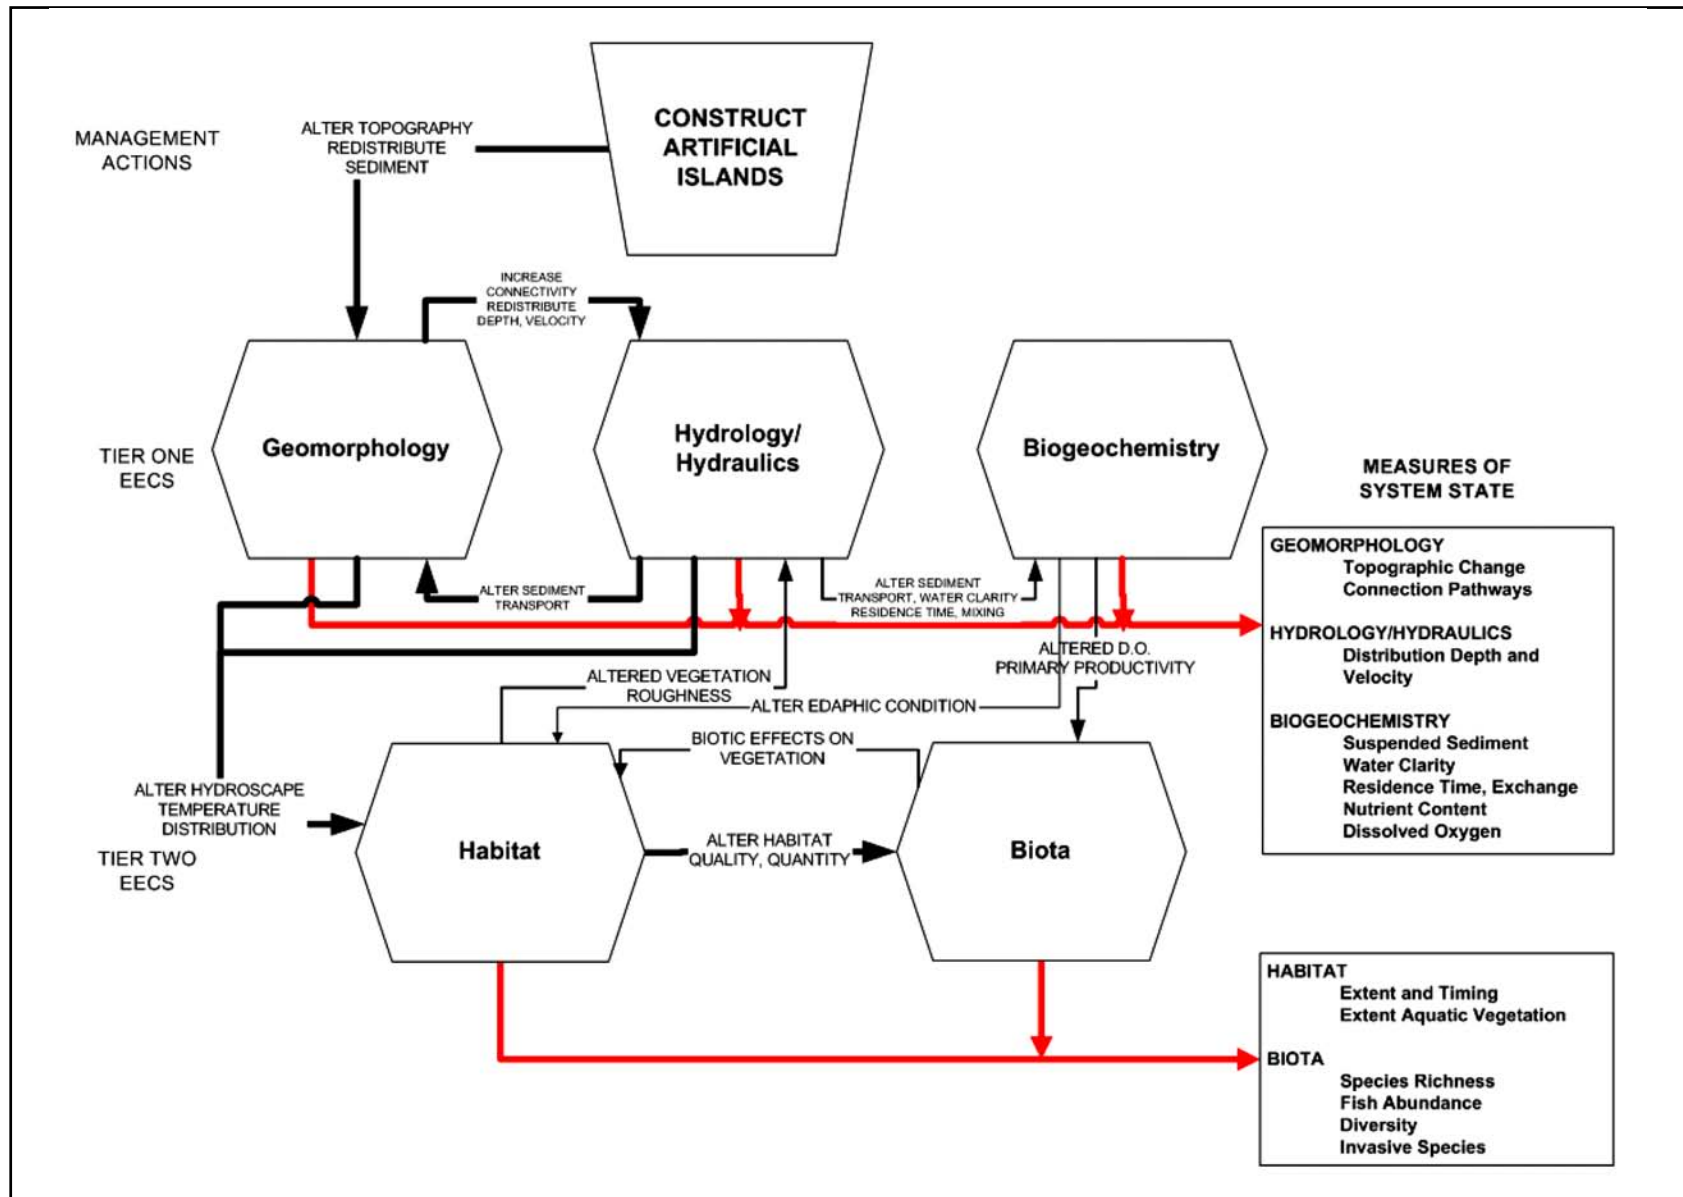 CONSTRUCT
ARTIFICIAL
ISLANDS
MANAGEMENT
ACTIONS
ALTER TOPOGRAPHY
REDISTRIBUTE
SEDIMENT
INCREASE
CONNECTIVITY
REDISTRIBUTE
DEPTH, VELOCITY
TIER ONE
EECS
Geomorphology
Hydrology/
Hydraulics
Biogeochemistry
ALTER SEDIMENT
TRANSPORT
ALTER SEDIMENT
TRANSPORT, WATER CLARITY
RESIDENCE TIME, MIXING
ALTERED D.O.
PRIMARY PRODUCTIVITY
ALTERED VEGETATION
ROUGHNESS
ALTER EDAPHIC CONDITION
BIOTIC EFFECTS ON
VEGETATION
ALTER HYDROSCAPE
TEMPERATURE
DISTRIBUTION
TIER TWO
EECS
Habitat
ALTER HABITAT
QUALITY, QUANTITY
Biota
MEASURES OF
SYSTEM STATE
GEOMORPHOLOGY
Topographic Change
Connection Pathways
HYDROLOGY/HYDRAULICS
Distribution Depth and
Velocity
BIOGEOCHEMISTRY
Suspended Sediment
Water Clarity
Residence Time, Exchange
Nutrient Content
Dissolved Oxygen
HABITAT
Extent and Timing
Extent Aquatic Vegetation
BIOTA
Species Richness
Fish Abundance
Diversity
Invasive Species